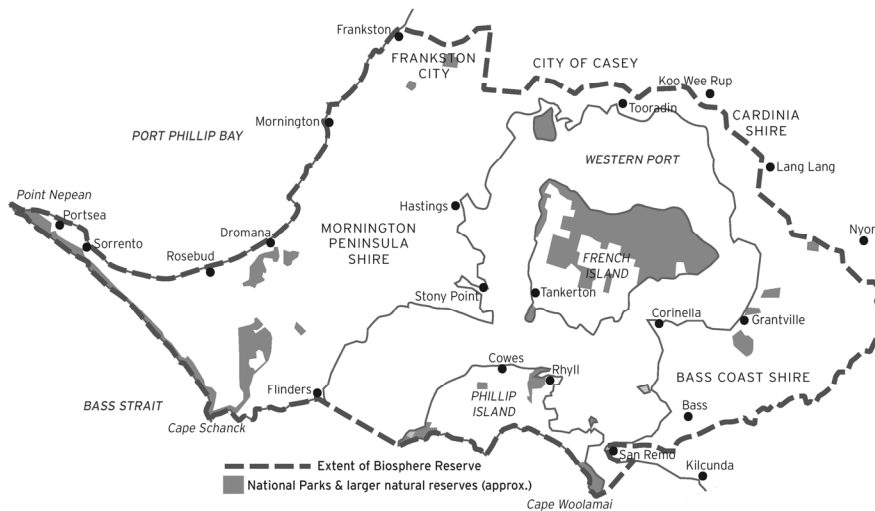 Frankston
FRANKSTON
CITY
CITY OF CASEY
Koo Wee Rup
Tooradin
CARDINIA
SHIRE
Mornington
PORT PHILLIP BAY
WESTERN PORT
Lang Lang
Point Nepean
Portsea
Hastings
Sorrento
Dromana
Rosebud
MORNINGTON
PENINSULA
SHIRE
Nyor
FRENCH
ISLAND
Stony Point
Tankerton
Corinella
Grantville
Cowes
Rhyll
BASS COAST SHIRE
Flinders
PHILLIP
ISLAND
BASS STRAIT
Bass
Cape Schanck
San Remo
Kilcunda
Extent of Biosphere Reserve
National Parks & larger natural reserves (approx.)
Cape Woolamai